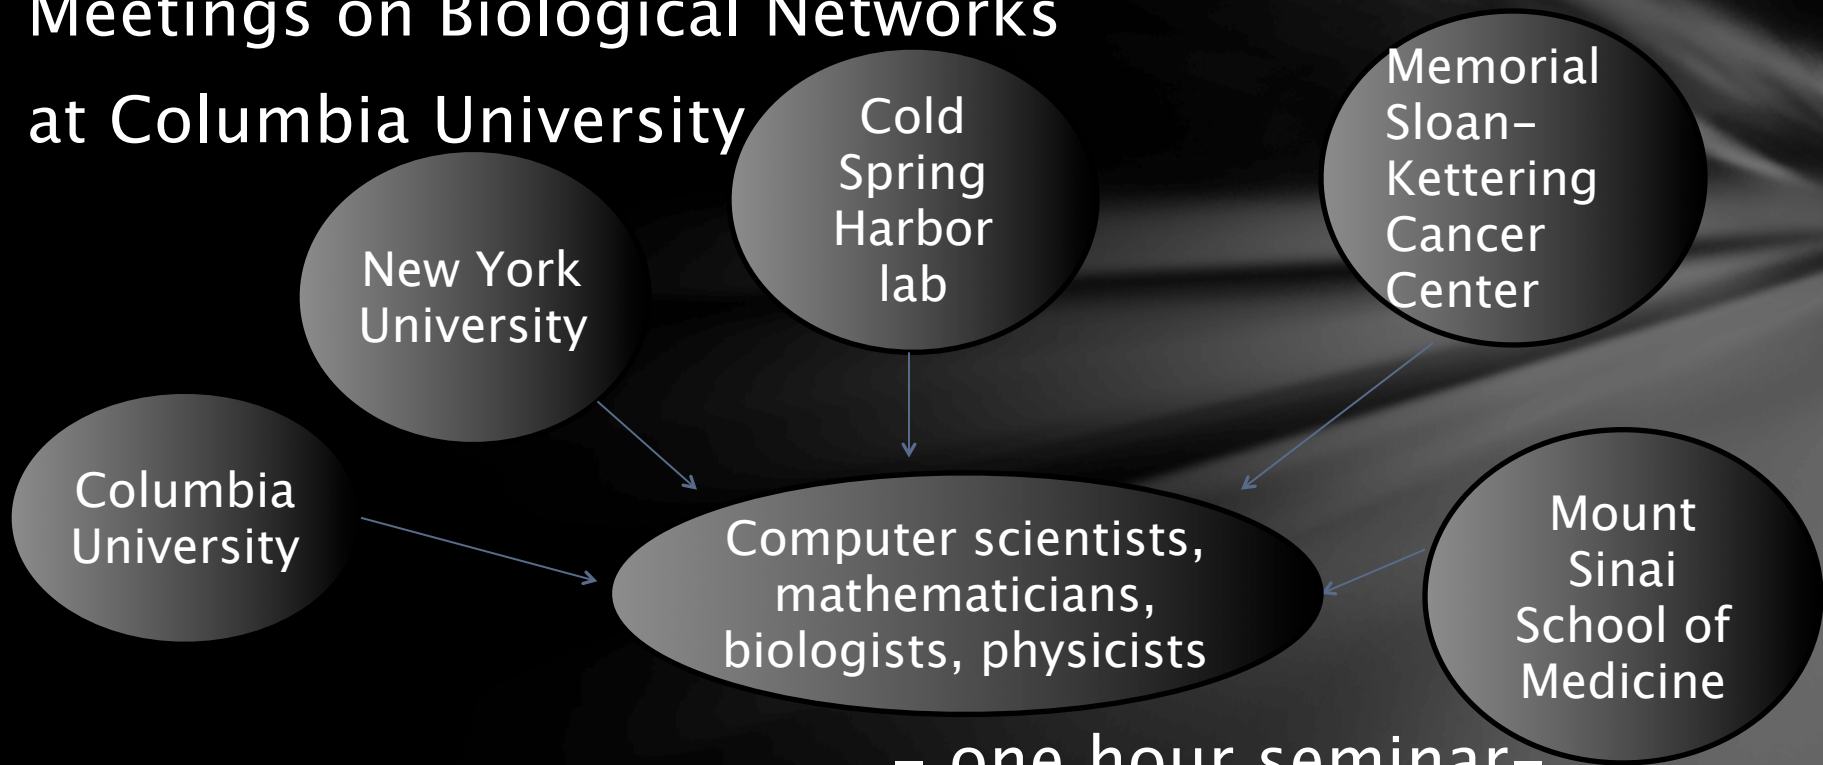 Meetings on Biological Networks
at Columbia University
Cold
Spring
Harbor
lab
Memorial
Sloan-
Kettering
Cancer
Center
New York
University
Columbia
University
Computer scientists,
mathematicians,
biologists, physicists
Mount
Sinai
School of
Medicine
- one hour seminar-